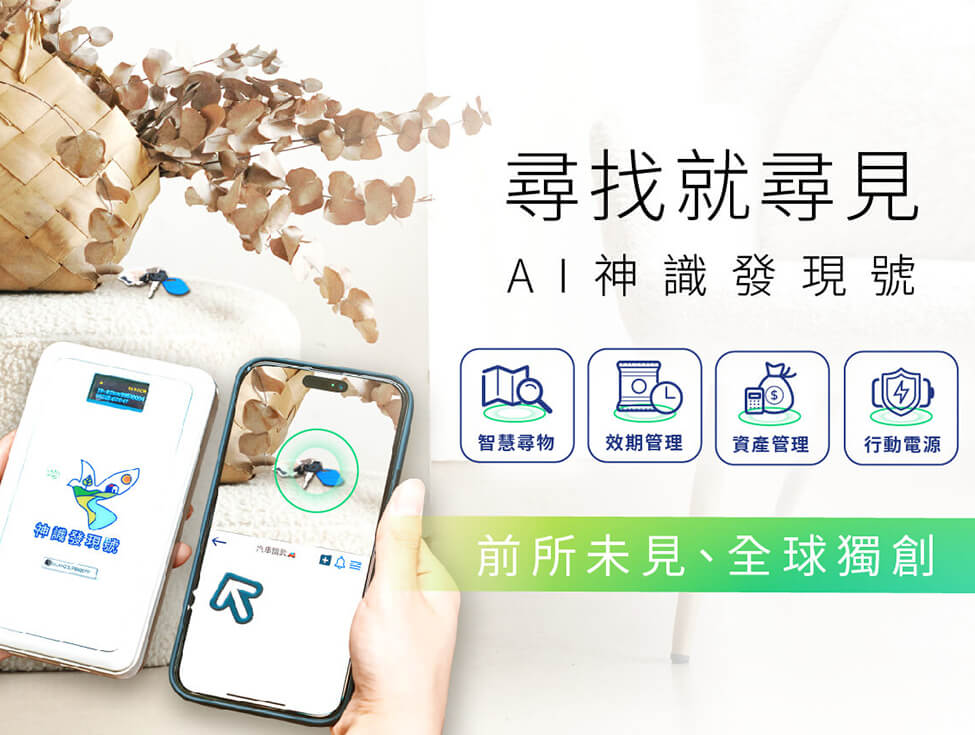 尋找就尋見
AI神識發現號
智慧尋物
效期管理
資產管理
行動電源
前所未見、全球獨創
神識發現號
汽車鑰匙